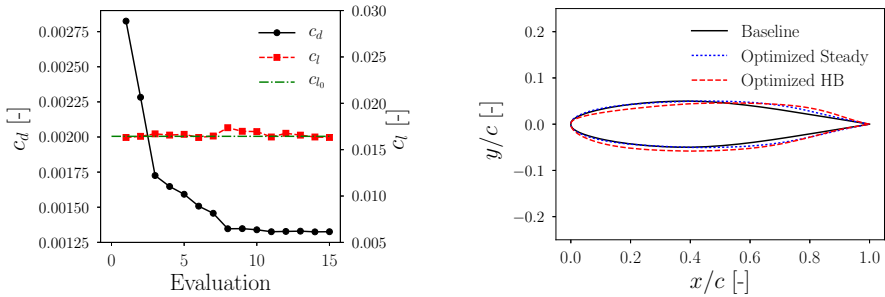 0.00275
0.00250
0.00225
0.00200
0.00175
0.00150
0.00125
c_d [-]
0
5
10
15
Evaluation
0.030
0.025
0.020
0.015
0.010
0.005
c_l [-]
c_d
c_l
c_{l_0}
0.2
0.1
0.0
−0.1
−0.2
y/c [-]
Baseline
Optimized Steady
Optimized HB
0.0
0.2
0.4
0.6
0.8
1.0
x/c [-]